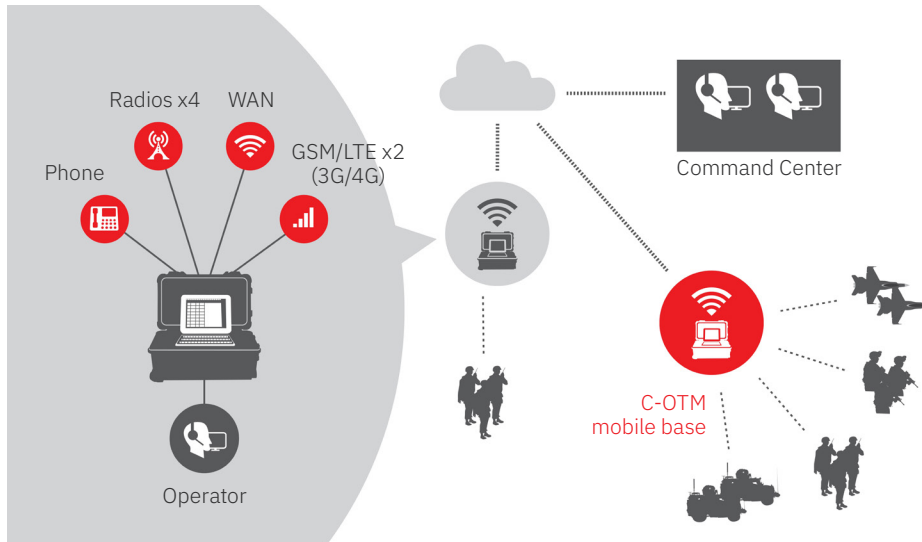 Radios x4
WAN
GSM/LTE x2
(3G/4G)
Phone
Operator
Command Center
C-OTM
mobile base